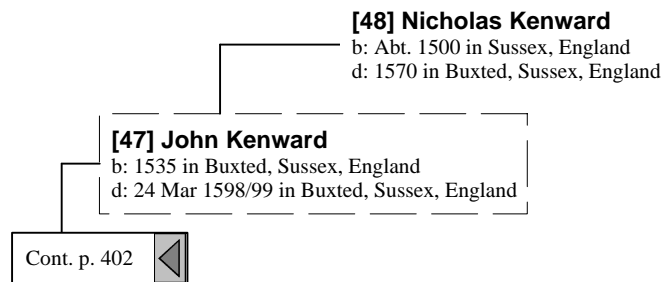 [48] Nicholas Kenward
b: Abt. 1500 in Sussex, England
d: 1570 in Buxted, Sussex, England
[47] John Kenward
b: 1535 in Buxted, Sussex, England
d: 24 Mar 1598/99 in Buxted, Sussex, England
Cont. p. 402